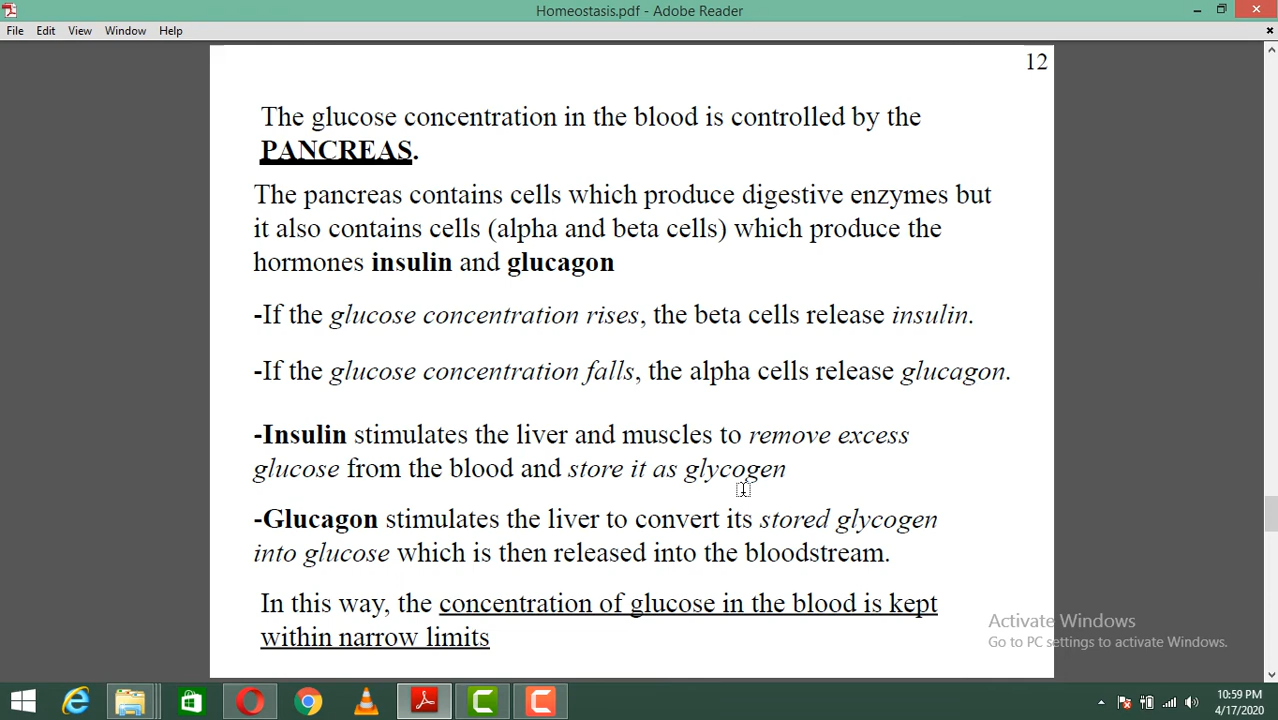 Homeostasis.pdf - Adobe Reader
File Edit View Window Help
12
The glucose concentration in the blood is controlled by the
PANCREAS.
The pancreas contains cells which produce digestive enzymes but
it also contains cells (alpha and beta cells) which produce the
hormones insulin and glucagon
-If the glucose concentration rises, the beta cells release insulin.
-If the glucose concentration falls, the alpha cells release glucagon.
-Insulin stimulates the liver and muscles to remove excess
glucose from the blood and store it as glycogen
-Glucagon stimulates the liver to convert its stored glycogen
into glucose which is then released into the bloodstream.
In this way, the concentration of glucose in the blood is kept
within narrow limits
Activate Windows
Go to PC settings to activate Windows.
10:59 PM
4/17/2020